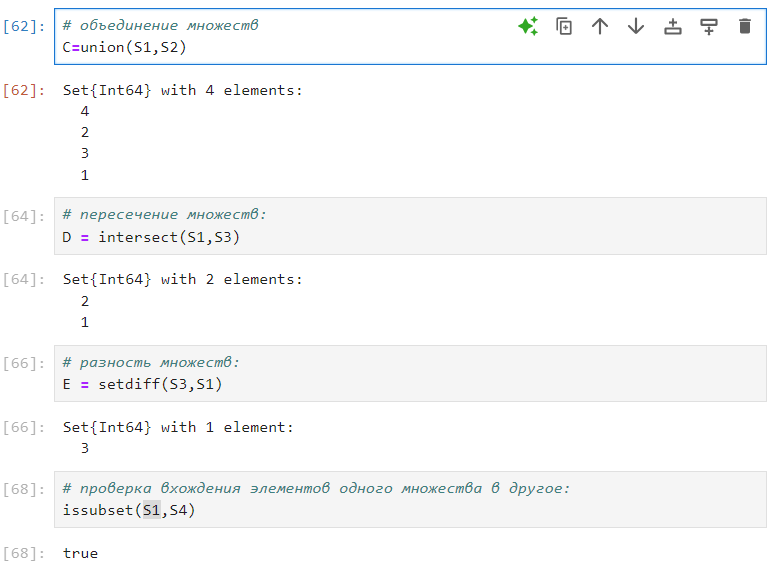 [62]: # объединение множеств
C=union(S1,S2)
[62]: Set{Int64} with 4 elements:
4
2
3
1
[64]: # пересечение множеств:
D = intersect(S1,S3)
[64]: Set{Int64} with 2 elements:
2
1
[66]: # разность множеств:
E = setdiff(S3,S1)
[66]: Set{Int64} with 1 element:
3
[68]: # проверка вхождения элементов одного множества в другое:
issubset(S1,S4)
[68]: true